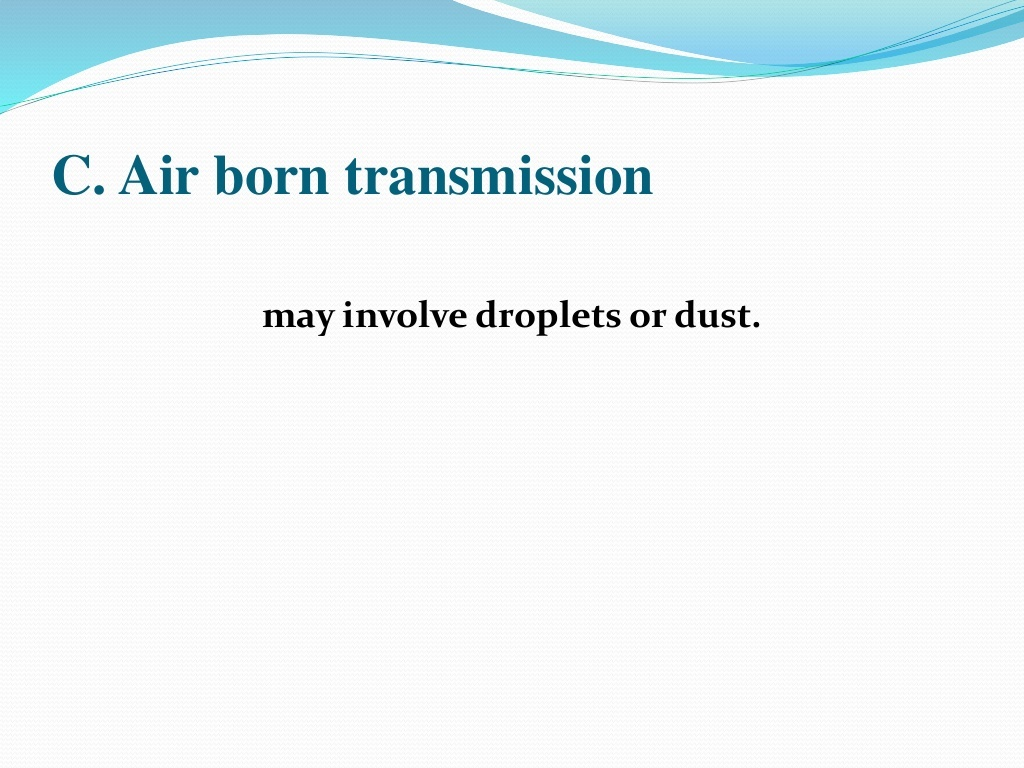 C. Air born transmission
may involve droplets or dust.